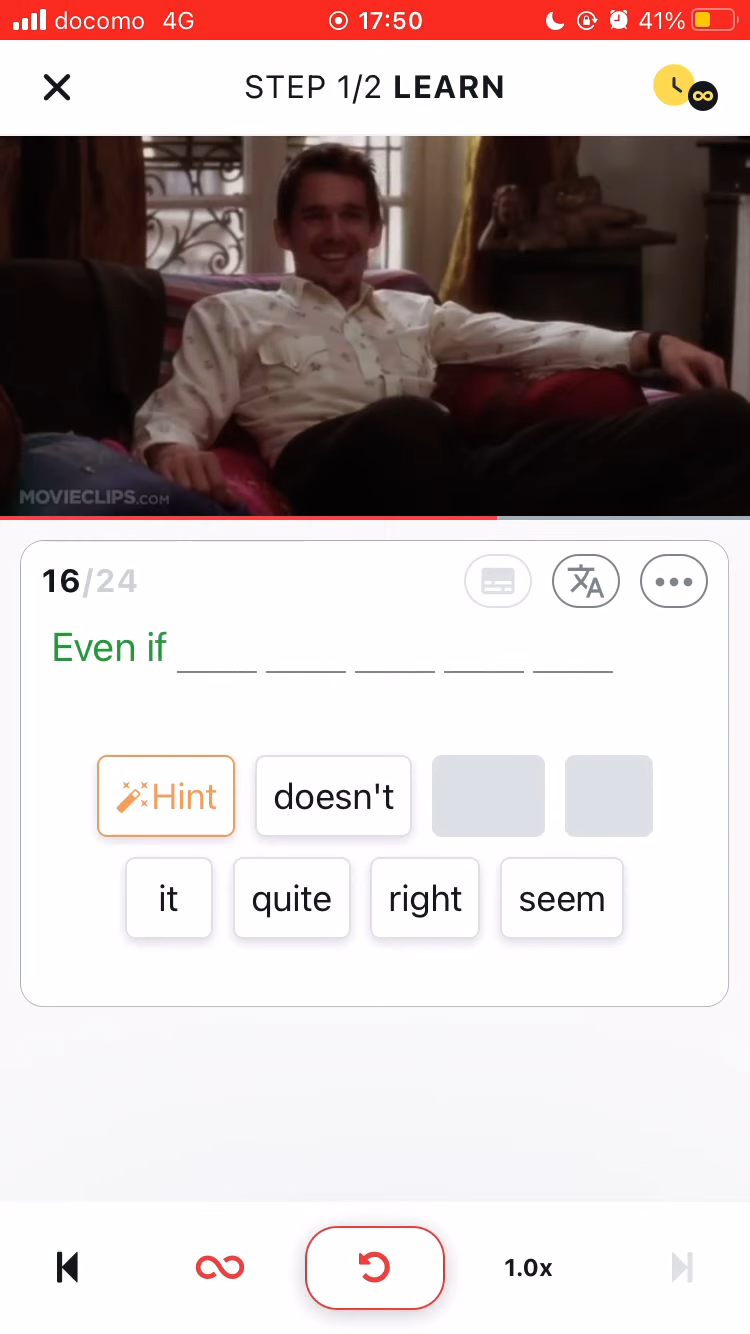 docomo 4G 17:50 41%
STEP 1/2 LEARN
MOVIECLIPS.COM
16/24
Even if
Hint doesn't
it quite right seem
1.0x